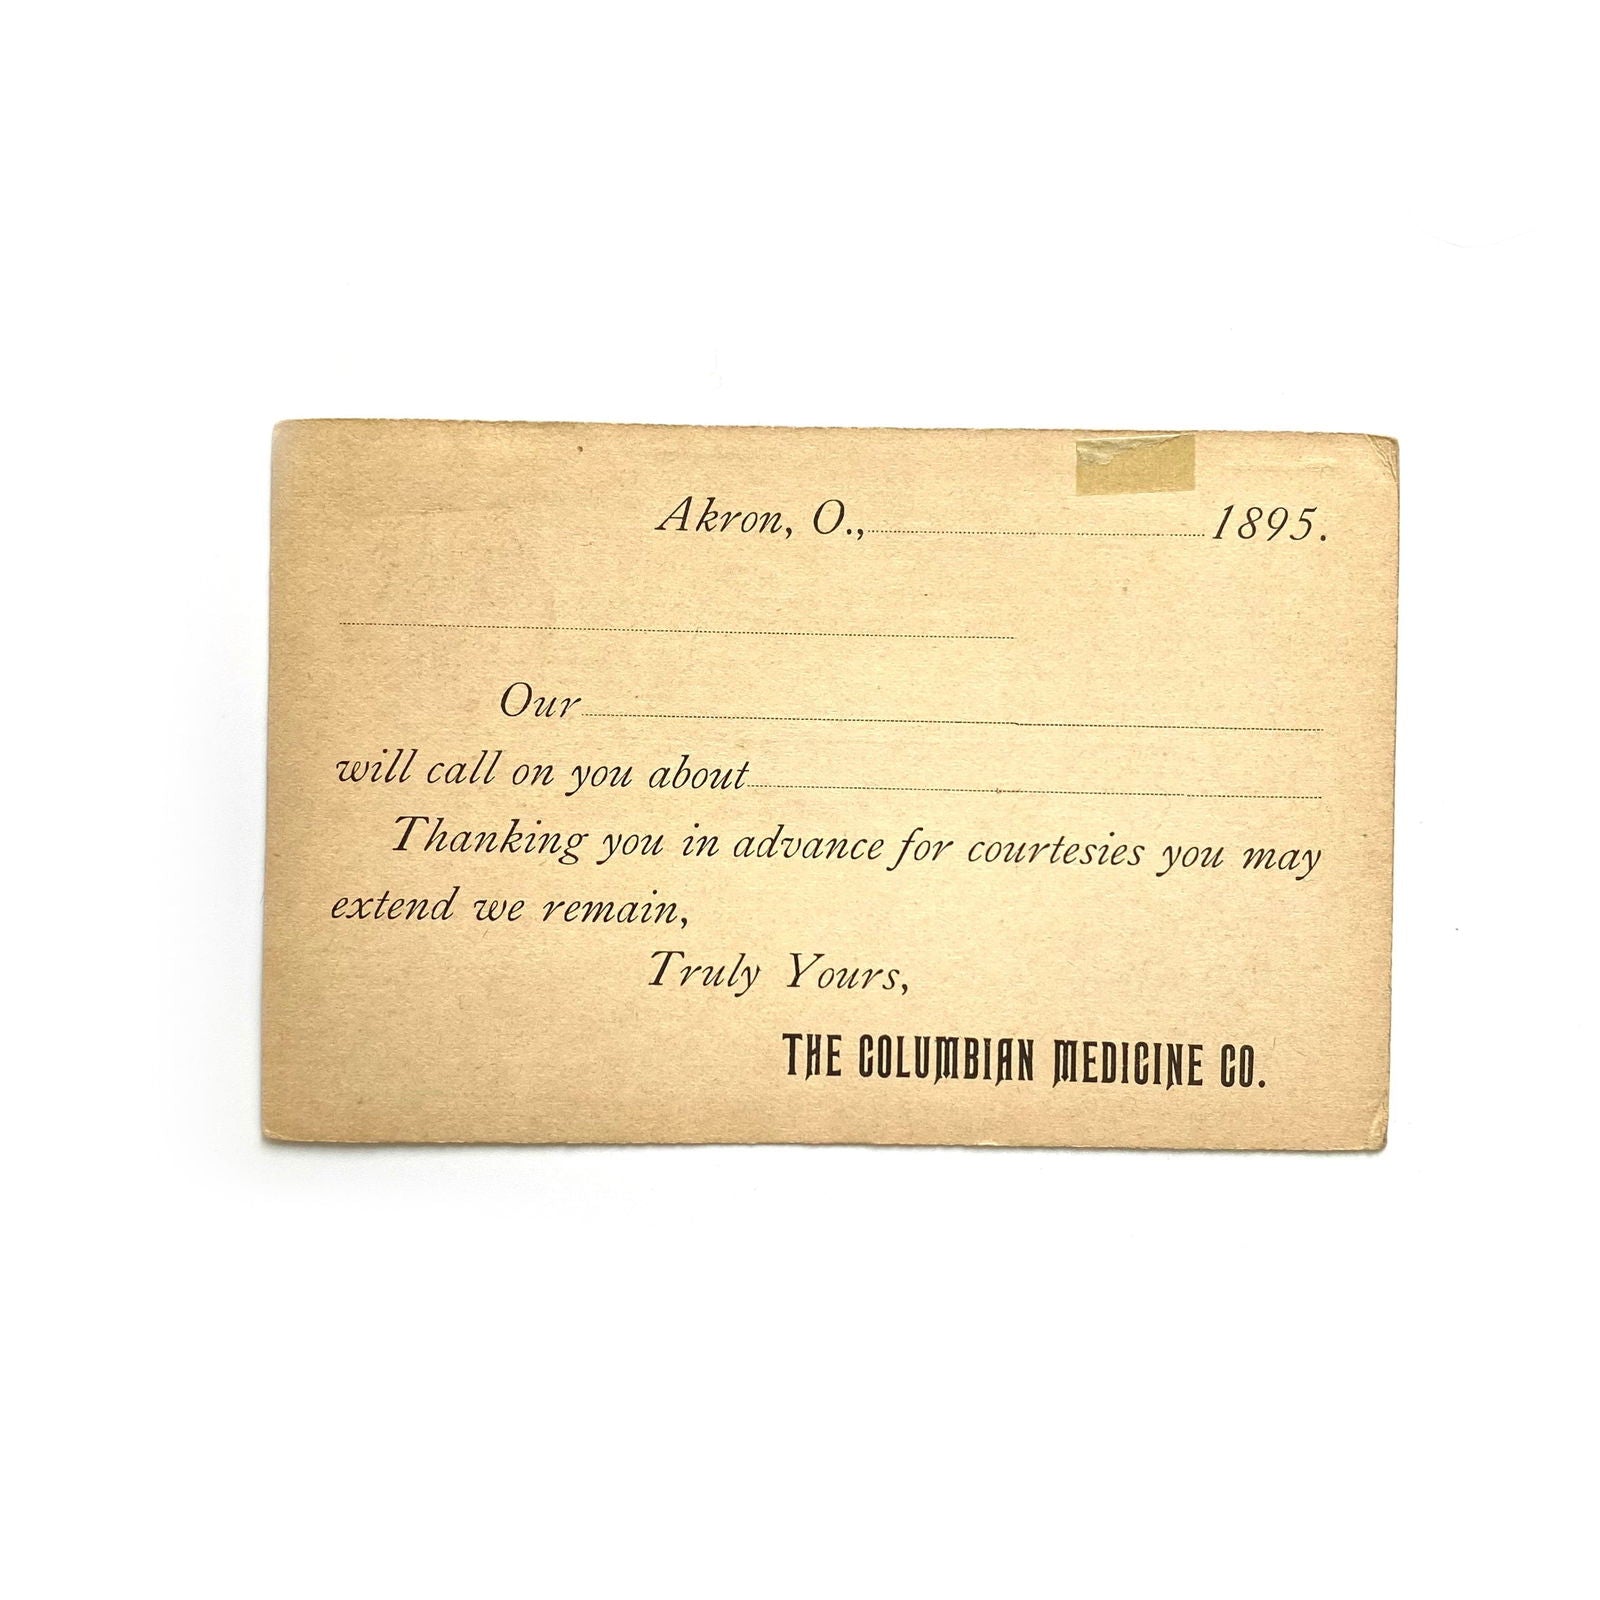 Akron, O., 1895.
Our
will call on you about
Thanking you in advance for courtesies you may
extend we remain,
Truly Yours,
THE COLUMBIAN MEDICINE CO.